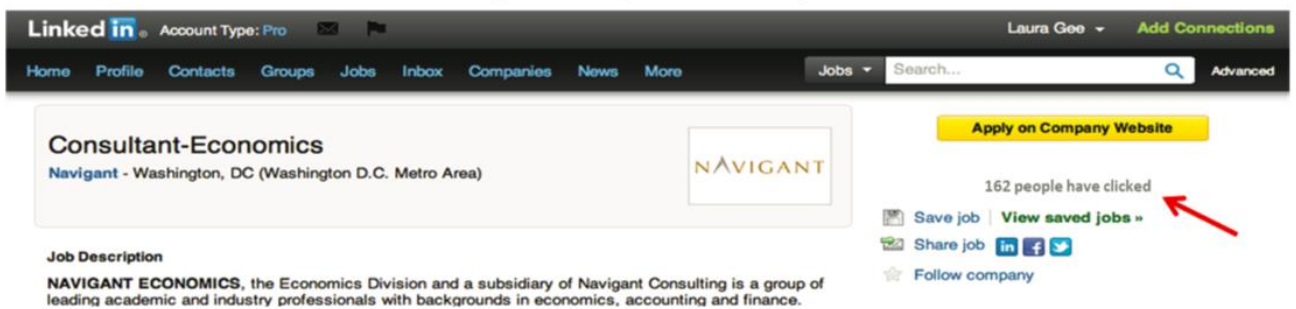 Linked in® Account Type: Pro
Laura Gee Add Connections
Home Profile Contacts Groups Jobs Inbox Companies News More
Jobs Search... Advanced
Consultant-Economics
Navigant - Washington, DC (Washington D.C. Metro Area)
NAVIGANT
Apply on Company Website
162 people have clicked
Save job | View saved jobs »
Share job in f
Follow company
Job Description
NAVIGANT ECONOMICS, the Economics Division and a subsidiary of Navigant Consulting is a group of
leading academic and industry professionals with backgrounds in economics, accounting and finance.